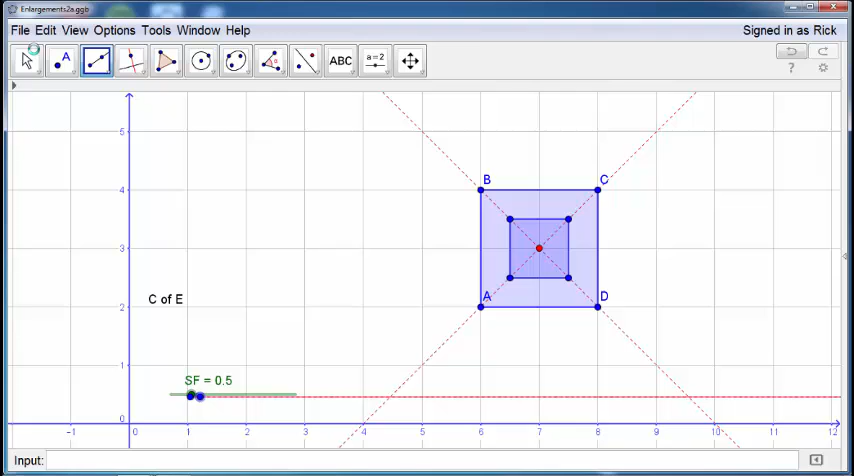 Enlargements2a.ggb
File Edit View Options Tools Window Help
Signed in as Rick
A
α
ABC
a=2
?
5
B
C
4
3
C of E
A
D
2
1
SF = 0.5
0
-1 0 1 2 3 4 5 6 7 8 9 10 11 12
Input: